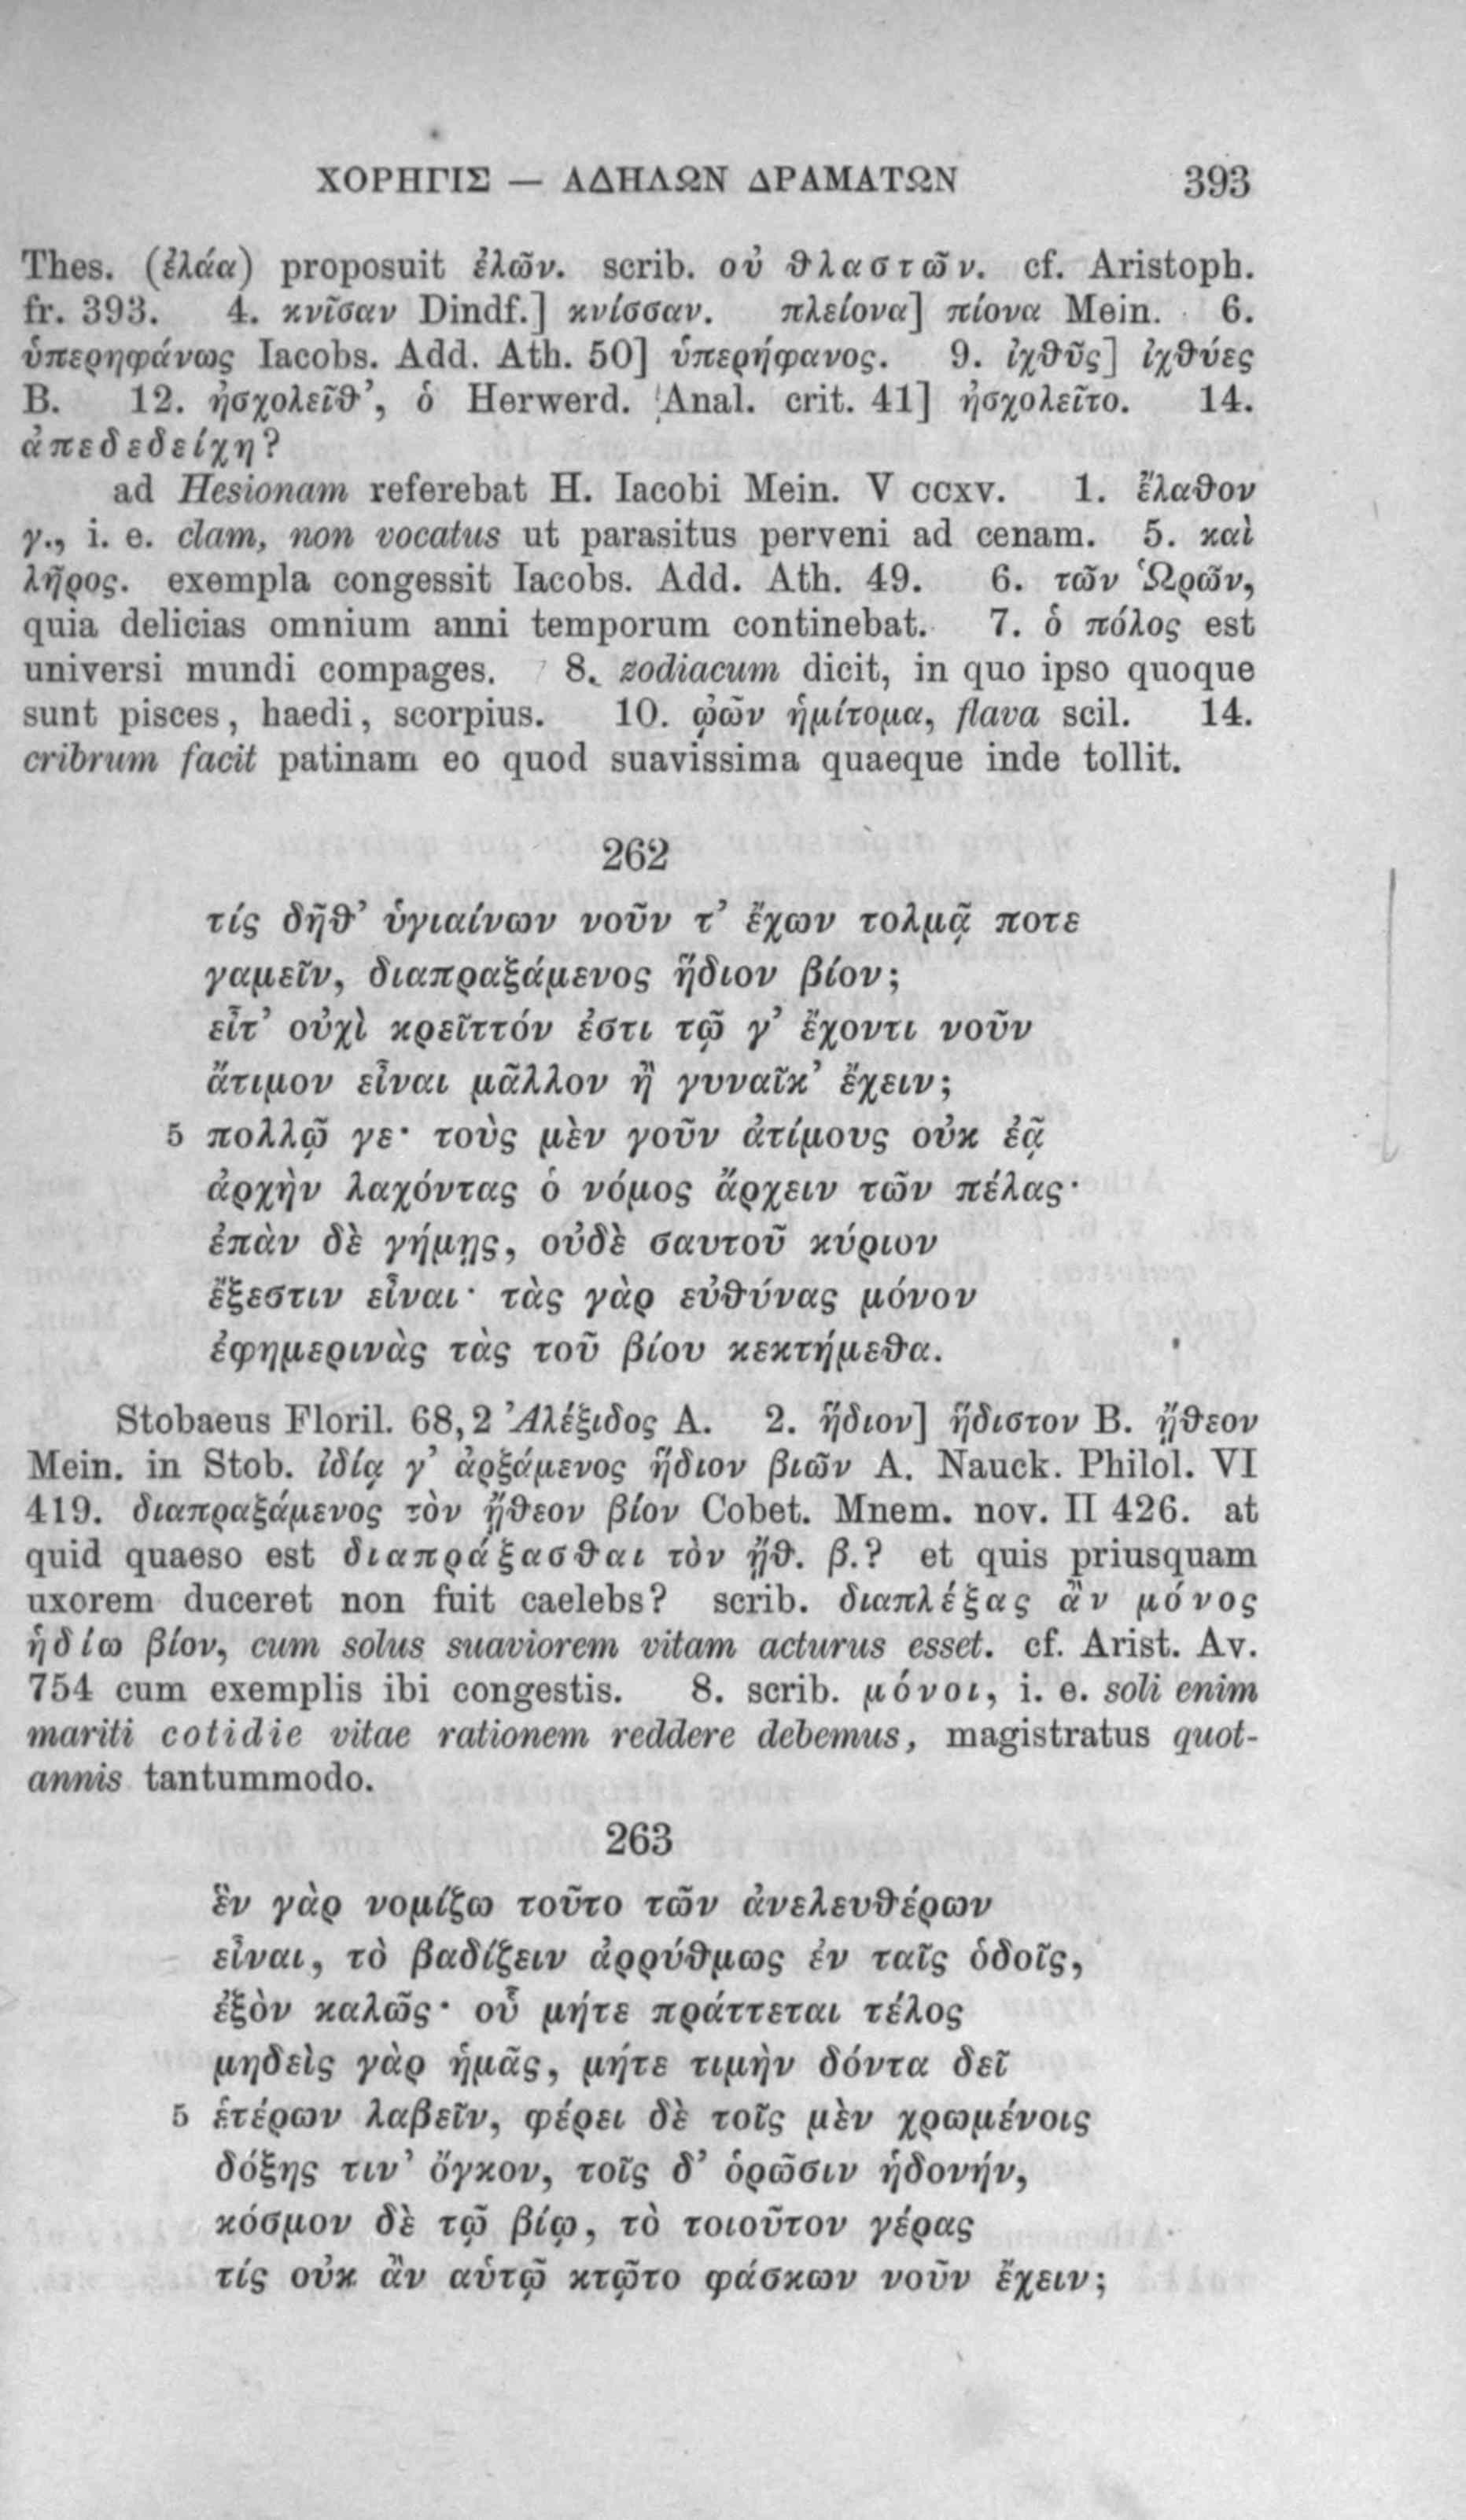 ΧΟΡΗΓΙΣ — ΑΔΗΛΩΝ ΔΡΑΜΑΤΩΝ 393
Thes. (ἐλάα) proposuit ἐλῶν. scrib. οὐ θλαστῶν. cf. Aristoph.
fr. 393. 4. κνῖσαν Dindf.] κνίσσαν. πλείονα] πίονα Mein. 6.
ὑπερηφάνως Iacobs. Add. Ath. 50] ὑπερήφανος. 9. ἰχθῦς] ἰχθύες
B. 12. ἠσχολεῖθ’, ὁ Herwerd. Anal. crit. 41] ἠσχολεῖτο. 14.
ἀπεδεδείχη?
ad Hesionam referebat H. Iacobi Mein. V ccxv. 1. ἔλαθον
γ., i. e. clam, non vocatus ut parasitus perveni ad cenam. 5. καὶ
λῆρος. exempla congessit Iacobs. Add. Ath. 49. 6. τῶν Ὡρῶν,
quia delicias omnium anni temporum continebat. 7. ὁ πόλος est
universi mundi compages. 8. zodiacum dicit, in quo ipso quoque
sunt pisces, haedi, scorpius. 10. ᾠῶν ἡμίτομα, flava scil. 14.
cribrum facit patinam eo quod suavissima quaeque inde tollit.
262
τίς δῆθ’ ὑγιαίνων νοῦν τ’ ἔχων τολμᾷ ποτε
γαμεῖν, διαπραξάμενος ἥδιον βίον;
εἶτ’ οὐχὶ κρεῖττόν ἐστι τῷ γ’ ἔχοντι νοῦν
ἄτιμον εἶναι μᾶλλον ἢ γυναῖκ’ ἔχειν;
5 πολλῷ γε· τοὺς μὲν γοῦν ἀτίμους οὐκ ἐᾷ
ἀρχὴν λαχόντας ὁ νόμος ἄρχειν τῶν πέλας·
ἐπὰν δὲ γήμῃς, οὐδὲ σαυτοῦ κύριον
ἔξεστιν εἶναι· τὰς γὰρ εὐθύνας μόνον
ἐφημερινὰς τὰς τοῦ βίου κεκτήμεθα.
Stobaeus Floril. 68,2 Ἀλέξιδος A. 2. ἥδιον] ἥδιστον B. ᾔθεον
Mein. in Stob. ἰδίᾳ γ’ ἀρξάμενος ἥδιον βιῶν A. Nauck. Philol. VI
419. διαπραξάμενος τὸν ᾔθεον βίον Cobet. Mnem. nov. II 426. at
quid quaeso est διαπράξασθαι τὸν ᾔθ. β.? et quis priusquam
uxorem duceret non fuit caelebs? scrib. διαπλέξας ἂν μόνος
ἡδίω βίον, cum solus suaviorem vitam acturus esset. cf. Arist. Av.
754 cum exemplis ibi congestis. 8. scrib. μόνοι, i. e. soli enim
mariti cotidie vitae rationem reddere debemus, magistratus quot-
annis tantummodo.
263
ἓν γὰρ νομίζω τοῦτο τῶν ἀνελευθέρων
εἶναι, τὸ βαδίζειν ἀρρύθμως ἐν ταῖς ὁδοῖς,
ἐξὸν καλῶς· οὗ μήτε πράττεται τέλος
μηδεὶς γὰρ ἡμᾶς, μήτε τιμὴν δόντα δεῖ
5 ἑτέρων λαβεῖν, φέρει δὲ τοῖς μὲν χρωμένοις
δόξης τιν’ ὄγκον, τοῖς δ’ ὁρῶσιν ἡδονήν,
κόσμον δὲ τῷ βίῳ, τὸ τοιοῦτον γέρας
τίς οὐκ ἂν αὑτῷ κτῷτο φάσκων νοῦν ἔχειν;